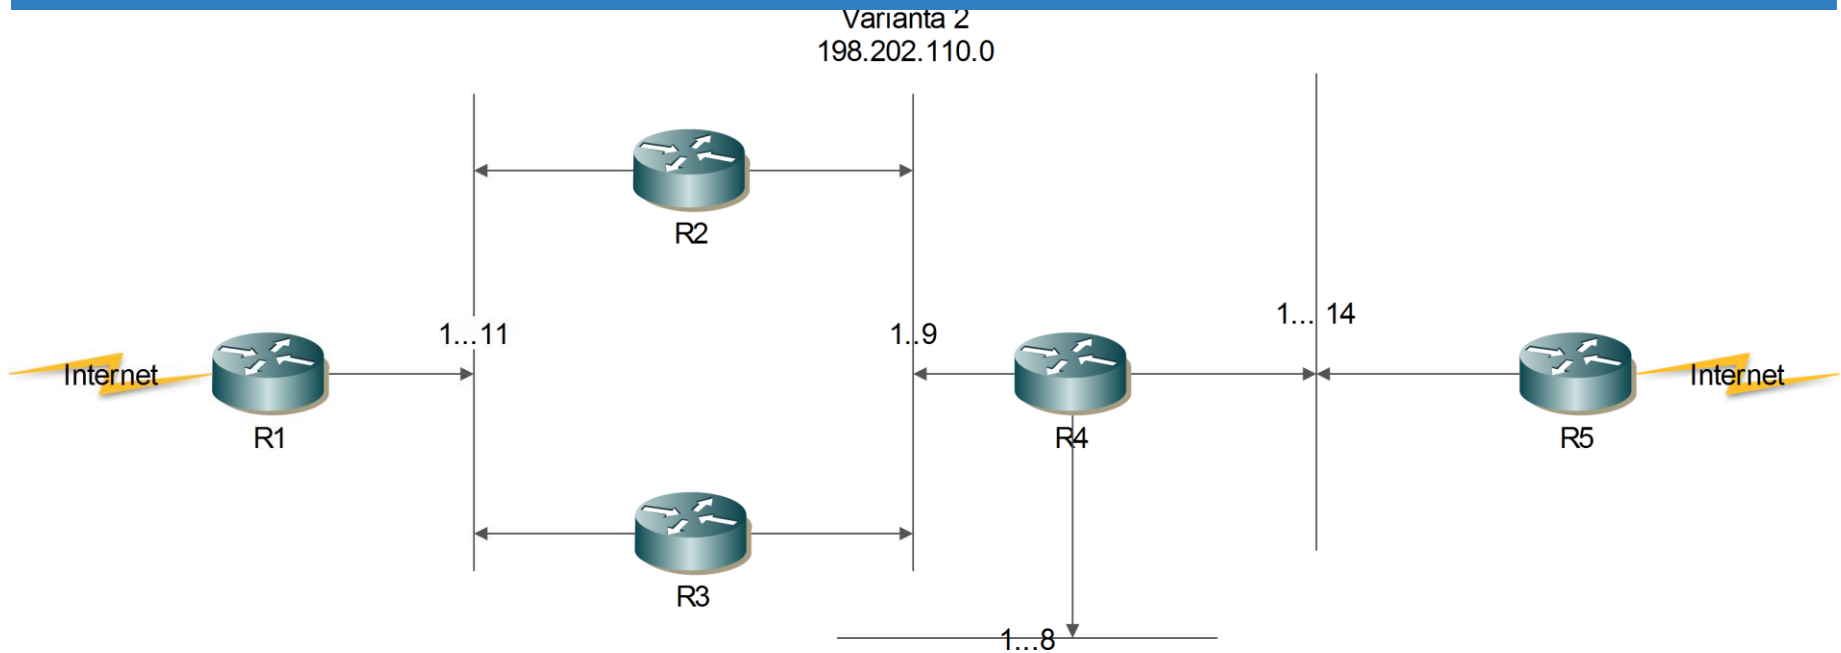 Varianta 2
198.202.110.0
R2
1...11
1..9
1... 14
Internet
Internet
R1
R4
R5
R3
1...8